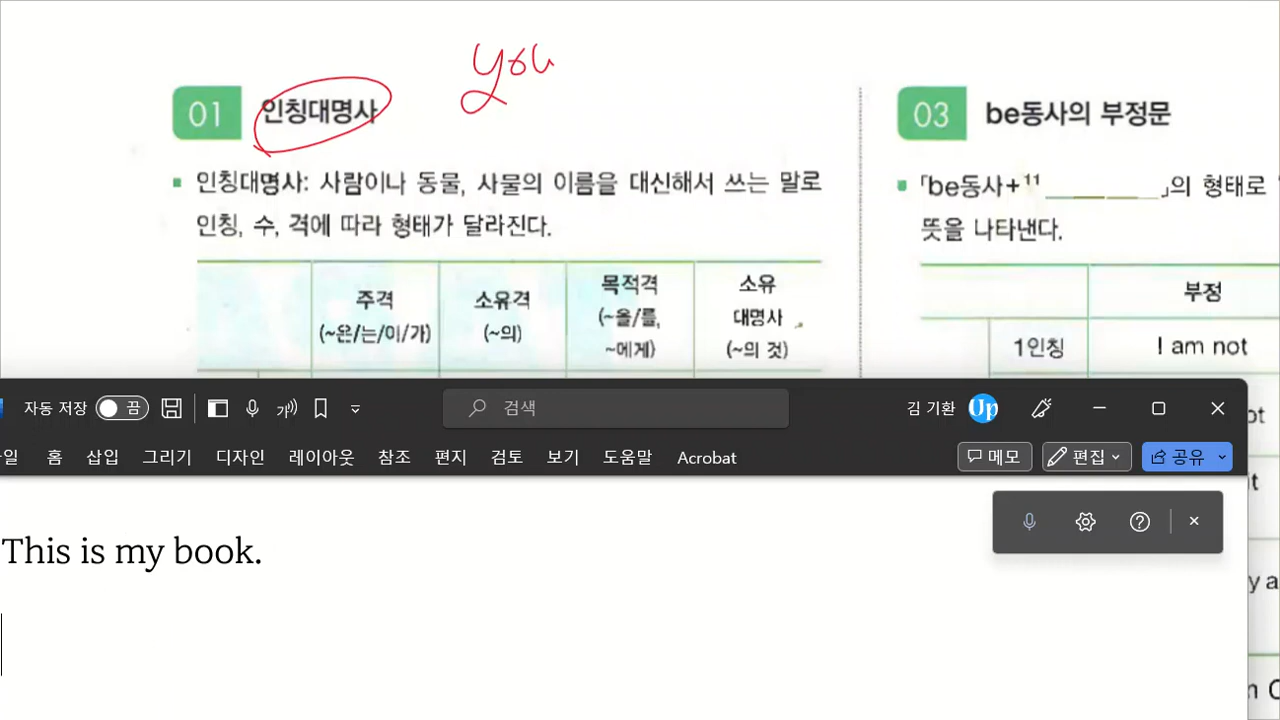 you
01 인칭대명사
인칭대명사: 사람이나 동물, 사물의 이름을 대신해서 쓰는 말로
인칭, 수, 격에 따라 형태가 달라진다.
주격
(~은/는/이/가)
소유격
(~의)
목적격
(~을/를,
~에게)
소유
대명사
(~의 것)
03 be동사의 부정문
「be동사+11 ________」의 형태로
뜻을 나타낸다.
부정
1인칭 I am not
자동 저장 끔 검색 김 기환 Up
일 홈 삽입 그리기 디자인 레이아웃 참조 편지 검토 보기 도움말 Acrobat 메모 편집 공유
This is my book.